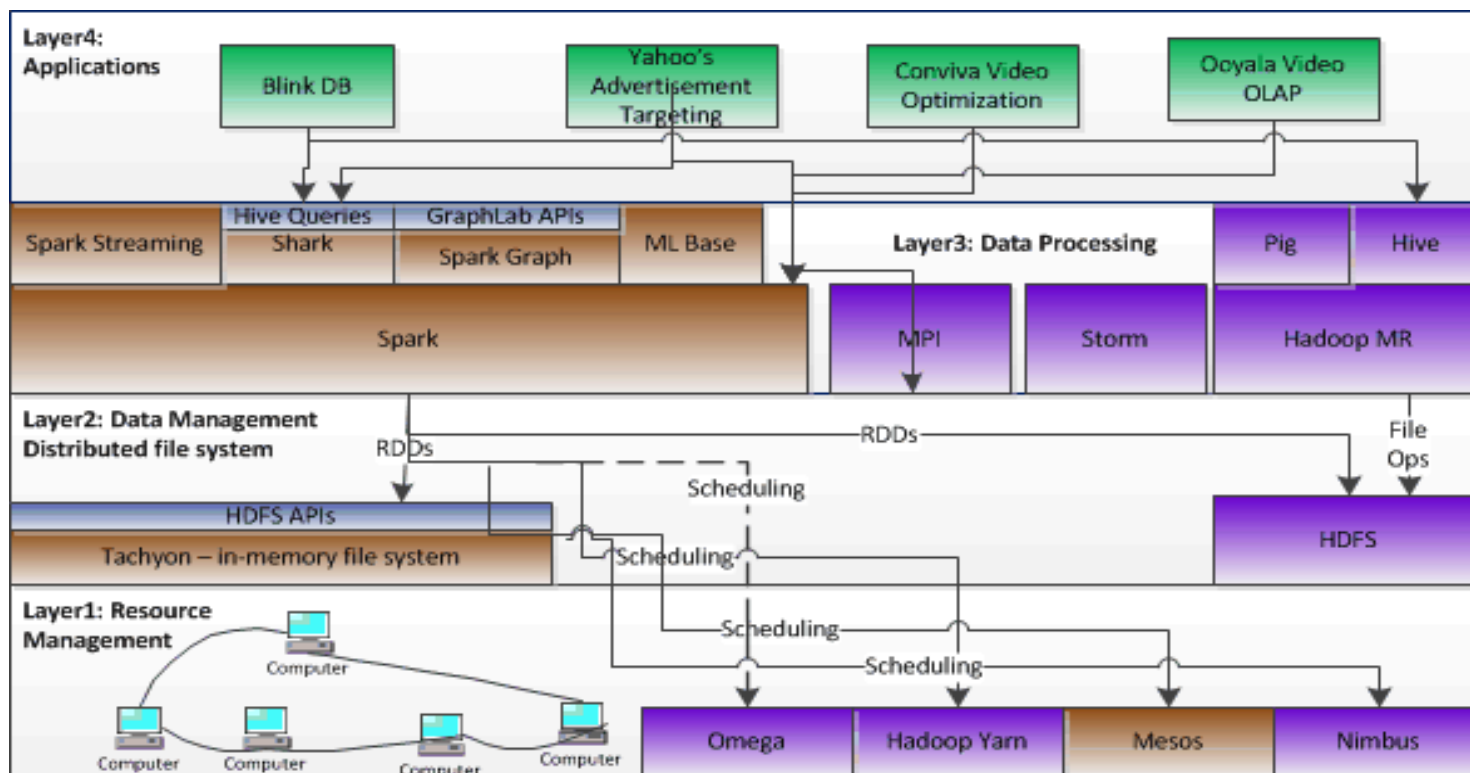 Layer4:
Applications
Blink DB
Yahoo's
Advertisement
Targeting
Conviva Video
Optimization
Ooyala Video
OLAP
Spark Streaming
Hive Queries
Shark
GraphLab APIs
Spark Graph
ML Base
Layer3: Data Processing
Pig
Hive
Spark
MPI
Storm
Hadoop MR
Layer2: Data Management
Distributed file system
RDDs
RDDs
File
Ops
Scheduling
HDFS APIs
Tachyon – in-memory file system
HDFS
Scheduling
Layer1: Resource
Management
Scheduling
Scheduling
Computer
Computer
Computer
Computer
Computer
Omega
Hadoop Yarn
Mesos
Nimbus